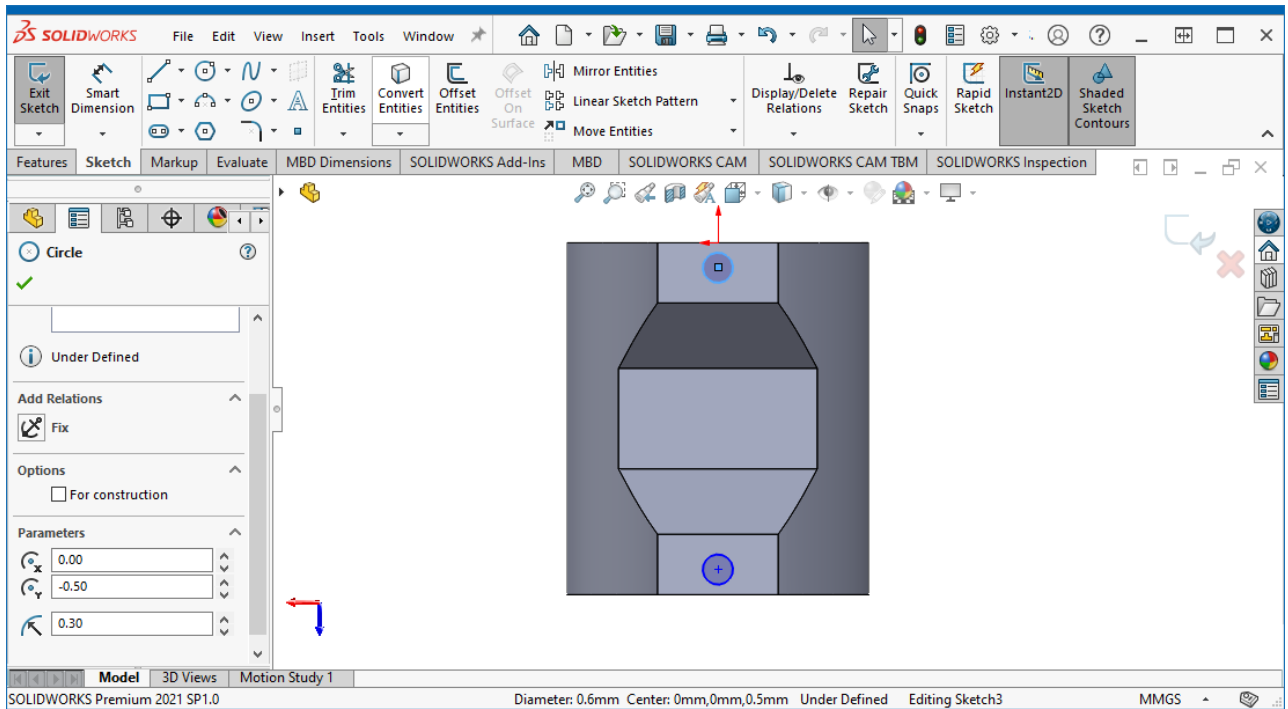 SOLIDWORKS File Edit View Insert Tools Window
Exit Sketch
Smart Dimension
Trim Entities
Convert Entities
Offset Entities
Offset On Surface
Mirror Entities
Linear Sketch Pattern
Move Entities
Display/Delete Relations
Repair Sketch
Quick Snaps
Rapid Sketch
Instant2D
Shaded Sketch Contours
Features Sketch Markup Evaluate MBD Dimensions SOLIDWORKS Add-Ins MBD SOLIDWORKS CAM SOLIDWORKS CAM TBM SOLIDWORKS Inspection
Circle
Under Defined
Add Relations
Fix
Options
For construction
Parameters
X 0.00
Y -0.50
0.30
Model 3D Views Motion Study 1
SOLIDWORKS Premium 2021 SP1.0 Diameter: 0.6mm Center: 0mm,0mm,0.5mm Under Defined Editing Sketch3 MMGS